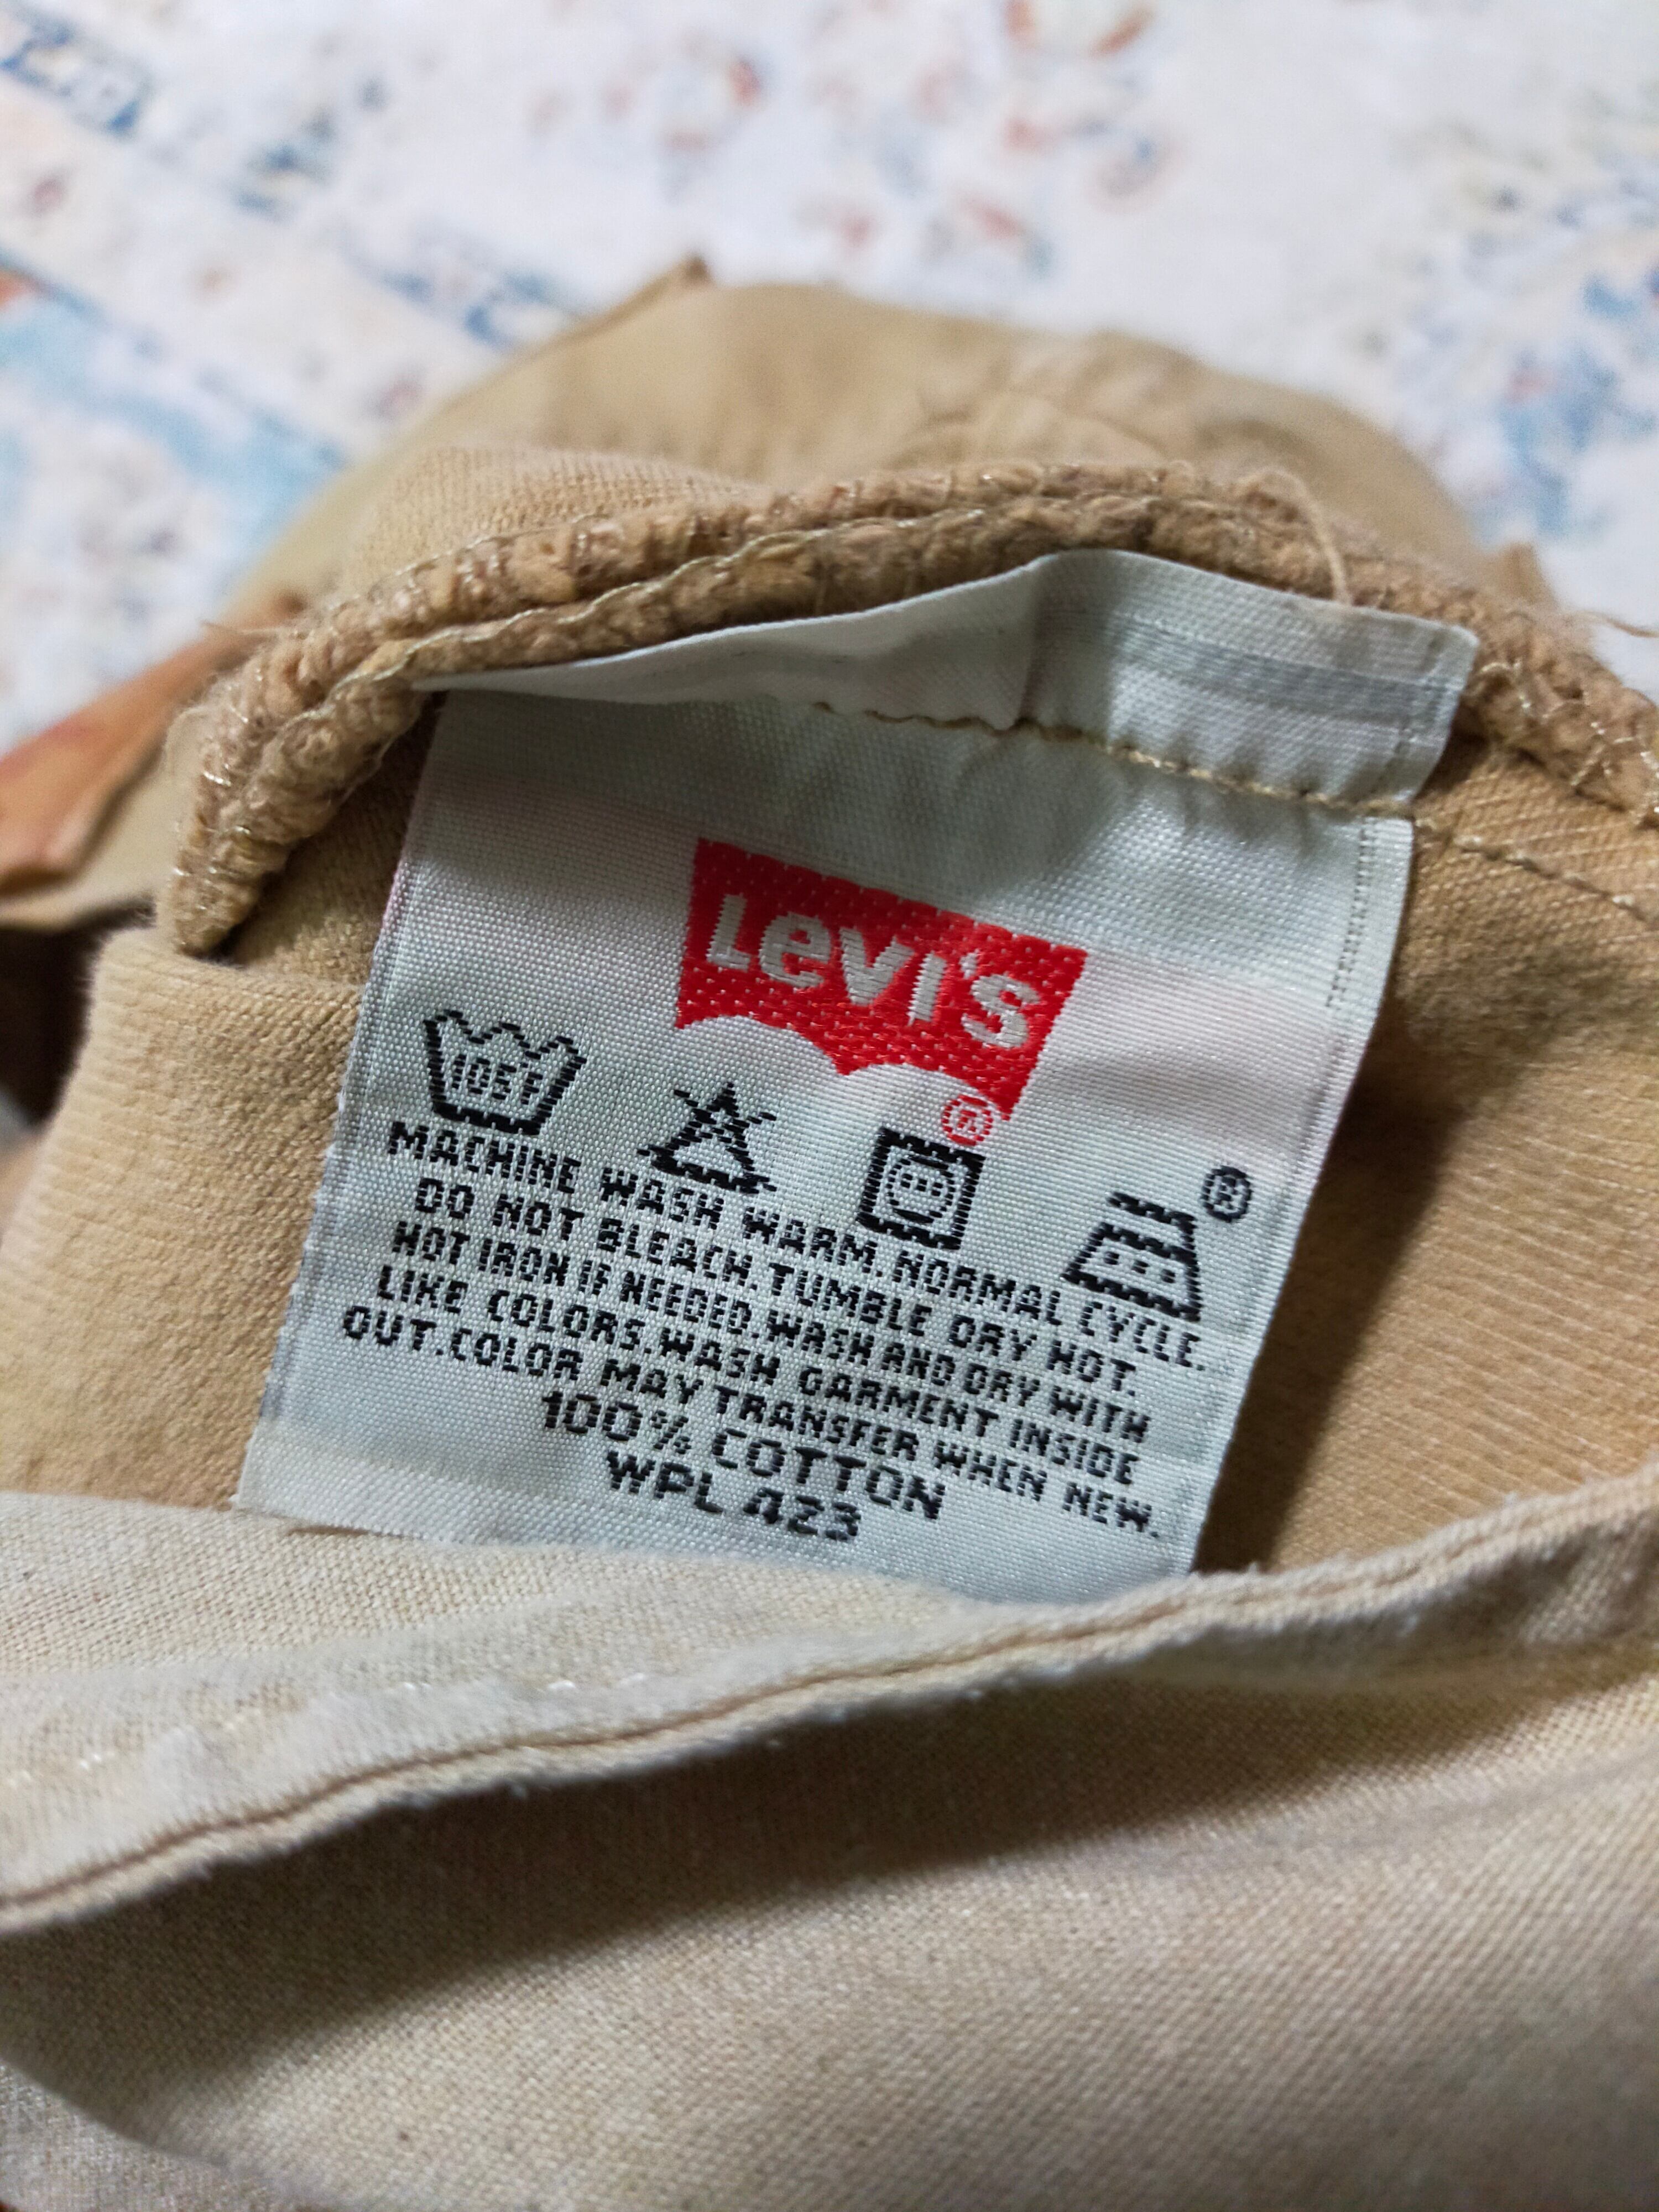 Levi's
®
105F
®
MACHINE WASH WARM. NORMAL CYCLE.
DO NOT BLEACH. TUMBLE DRY HOT.
HOT IRON IF NEEDED. WASH AND DRY WITH
LIKE COLORS. WASH GARMENT INSIDE
OUT. COLOR MAY TRANSFER WHEN NEW.
100% COTTON
WPL 423